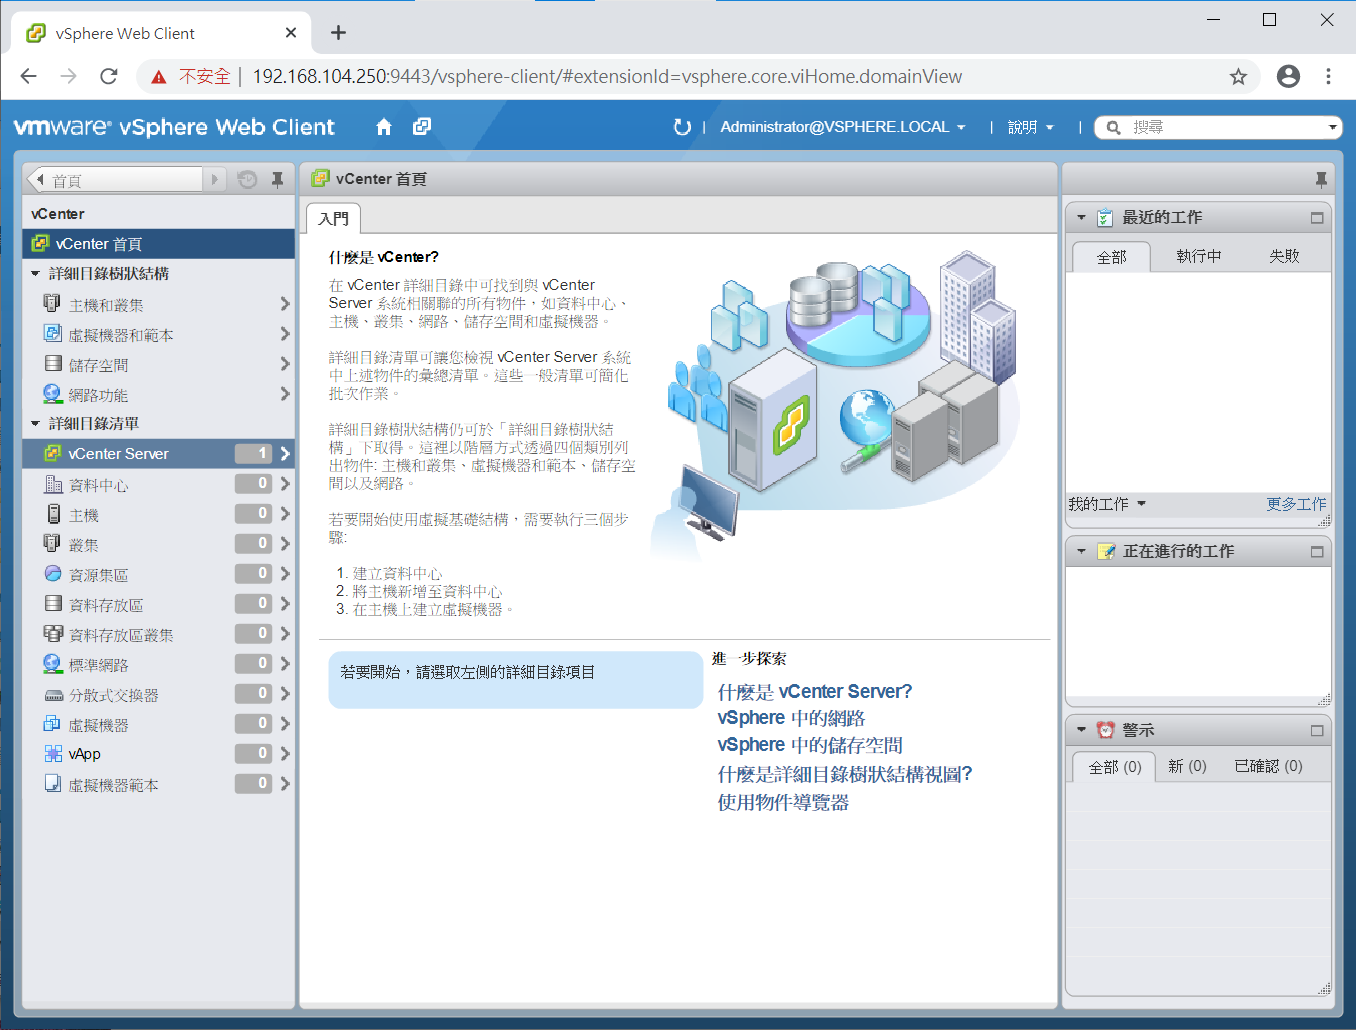 vSphere Web Client
不安全 | 192.168.104.250:9443/vsphere-client/#extensionId=vsphere.core.viHome.domainView
vmware® vSphere Web Client
Administrator@VSPHERE.LOCAL
說明
搜尋
首頁
vCenter
vCenter 首頁
詳細目錄樹狀結構
主機和叢集
虛擬機器和範本
儲存空間
網路功能
詳細目錄清單
vCenter Server 1
資料中心 0
主機 0
叢集 0
資源集區 0
資料存放區 0
資料存放區叢集 0
標準網路 0
分散式交換器 0
虛擬機器 0
vApp 0
虛擬機器範本 0
vCenter 首頁
入門
什麼是 vCenter?
在 vCenter 詳細目錄中可找到與 vCenter
Server 系統相關聯的所有物件，如資料中心、
主機、叢集、網路、儲存空間和虛擬機器。
詳細目錄清單可讓您檢視 vCenter Server 系統
中上述物件的彙總清單。這些一般清單可簡化
批次作業。
詳細目錄樹狀結構仍可於「詳細目錄樹狀結
構」下取得。這裡以階層方式透過四個類別列
出物件: 主機和叢集、虛擬機器和範本、儲存空
間以及網路。
若要開始使用虛擬基礎結構，需要執行三個步
驟:
1. 建立資料中心
2. 將主機新增至資料中心
3. 在主機上建立虛擬機器。
若要開始，請選取左側的詳細目錄項目
進一步探索
什麼是 vCenter Server?
vSphere 中的網路
vSphere 中的儲存空間
什麼是詳細目錄樹狀結構視圖?
使用物件導覽器
最近的工作
全部 執行中 失敗
我的工作 更多工作
正在進行的工作
警示
全部 (0) 新 (0) 已確認 (0)